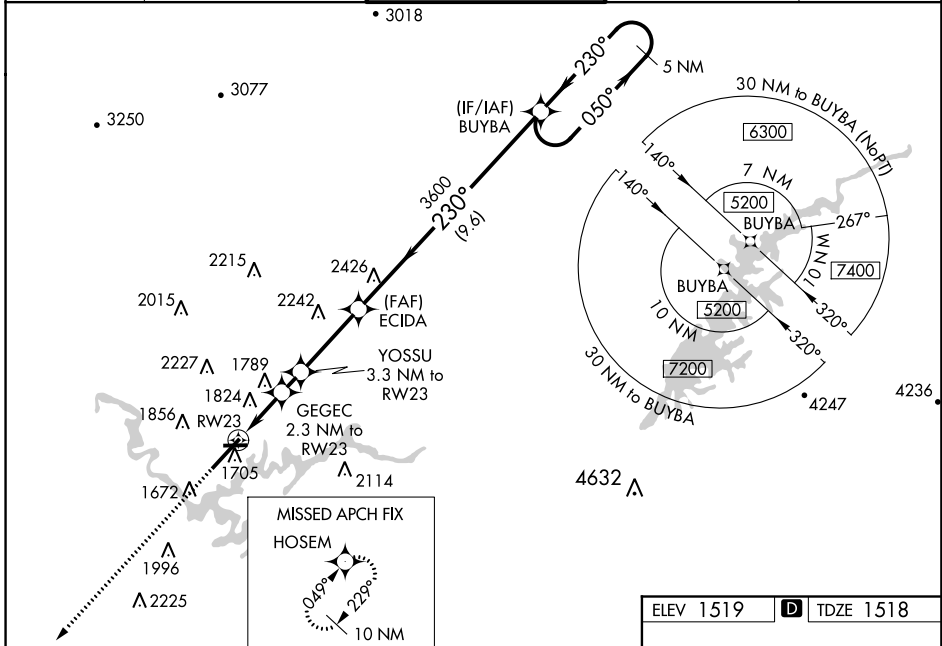 3018
3077
3250
230°
050°
5 NM
(IF/IAF)
BUYBA
3600
230°
(9.6)
30 NM to BUYBA (NoPT)
6300
140°
7 NM
5200
BUYBA
267°
10 NM
7400
320°
140°
BUYBA
5200
10 NM
320°
7200
30 NM to BUYBA
2215
2426
2015
2242
(FAF)
ECIDA
2227
1789
YOSSU
3.3 NM to
RW23
1824
1856
RW23
GEGEC
2.3 NM to
RW23
1705
2114
1672
4247
4236
4632
MISSED APCH FIX
HOSEM
049°
229°
10 NM
1996
2225
ELEV 1519 D TDZE 1518